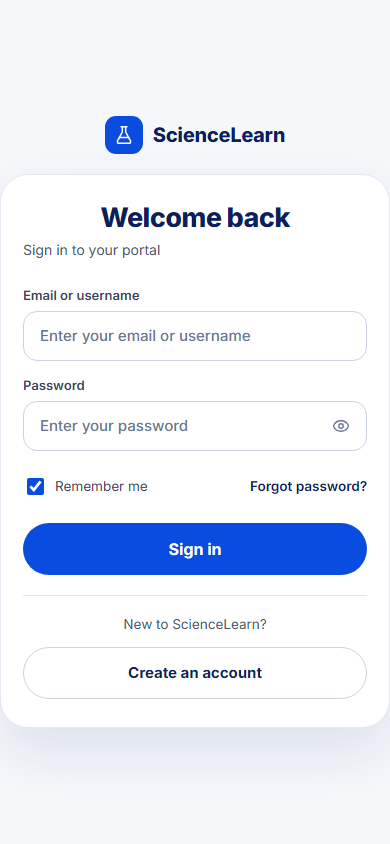 ScienceLearn
Welcome back
Sign in to your portal
Email or username
Enter your email or username
Password
Enter your password
Remember me
Forgot password?
Sign in
New to ScienceLearn?
Create an account